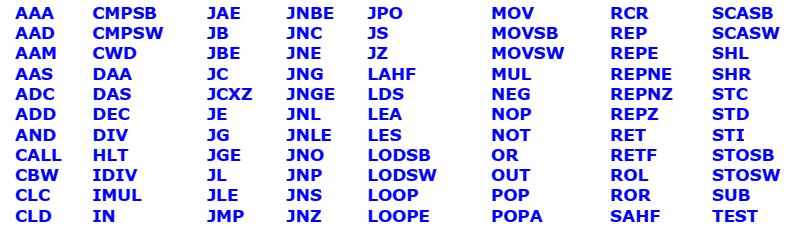 AAA CMPSB JAE JNBE JPO MOV RCR SCASB
AAD CMPSW JB JNC JS MOVSB REP SCASW
AAM CWD JBE JNE JZ MOVSW REPE SHL
AAS DAA JC JNG LAHF MUL REPNE SHR
ADC DAS JCXZ JNGE LDS NEG REPNZ STC
ADD DEC JE JNL LEA NOP REPZ STD
AND DIV JG JNLE LES NOT RET STI
CALL HLT JGE JNO LODSB OR RETF STOSB
CBW IDIV JL JNP LODSW OUT ROL STOSW
CLC IMUL JLE JNS LOOP POP ROR SUB
CLD IN JMP JNZ LOOPE POPA SAHF TEST